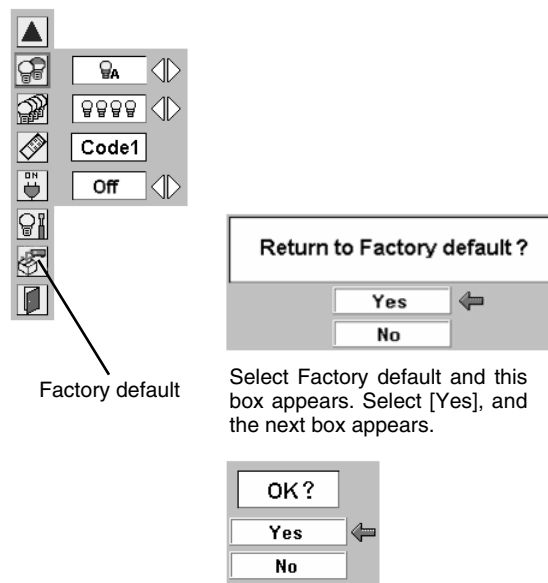 A
Code1
ON
Off
Factory default
Return to Factory default ?
Yes
No
Select Factory default and this
box appears. Select [Yes], and
the next box appears.
OK ?
Yes
No